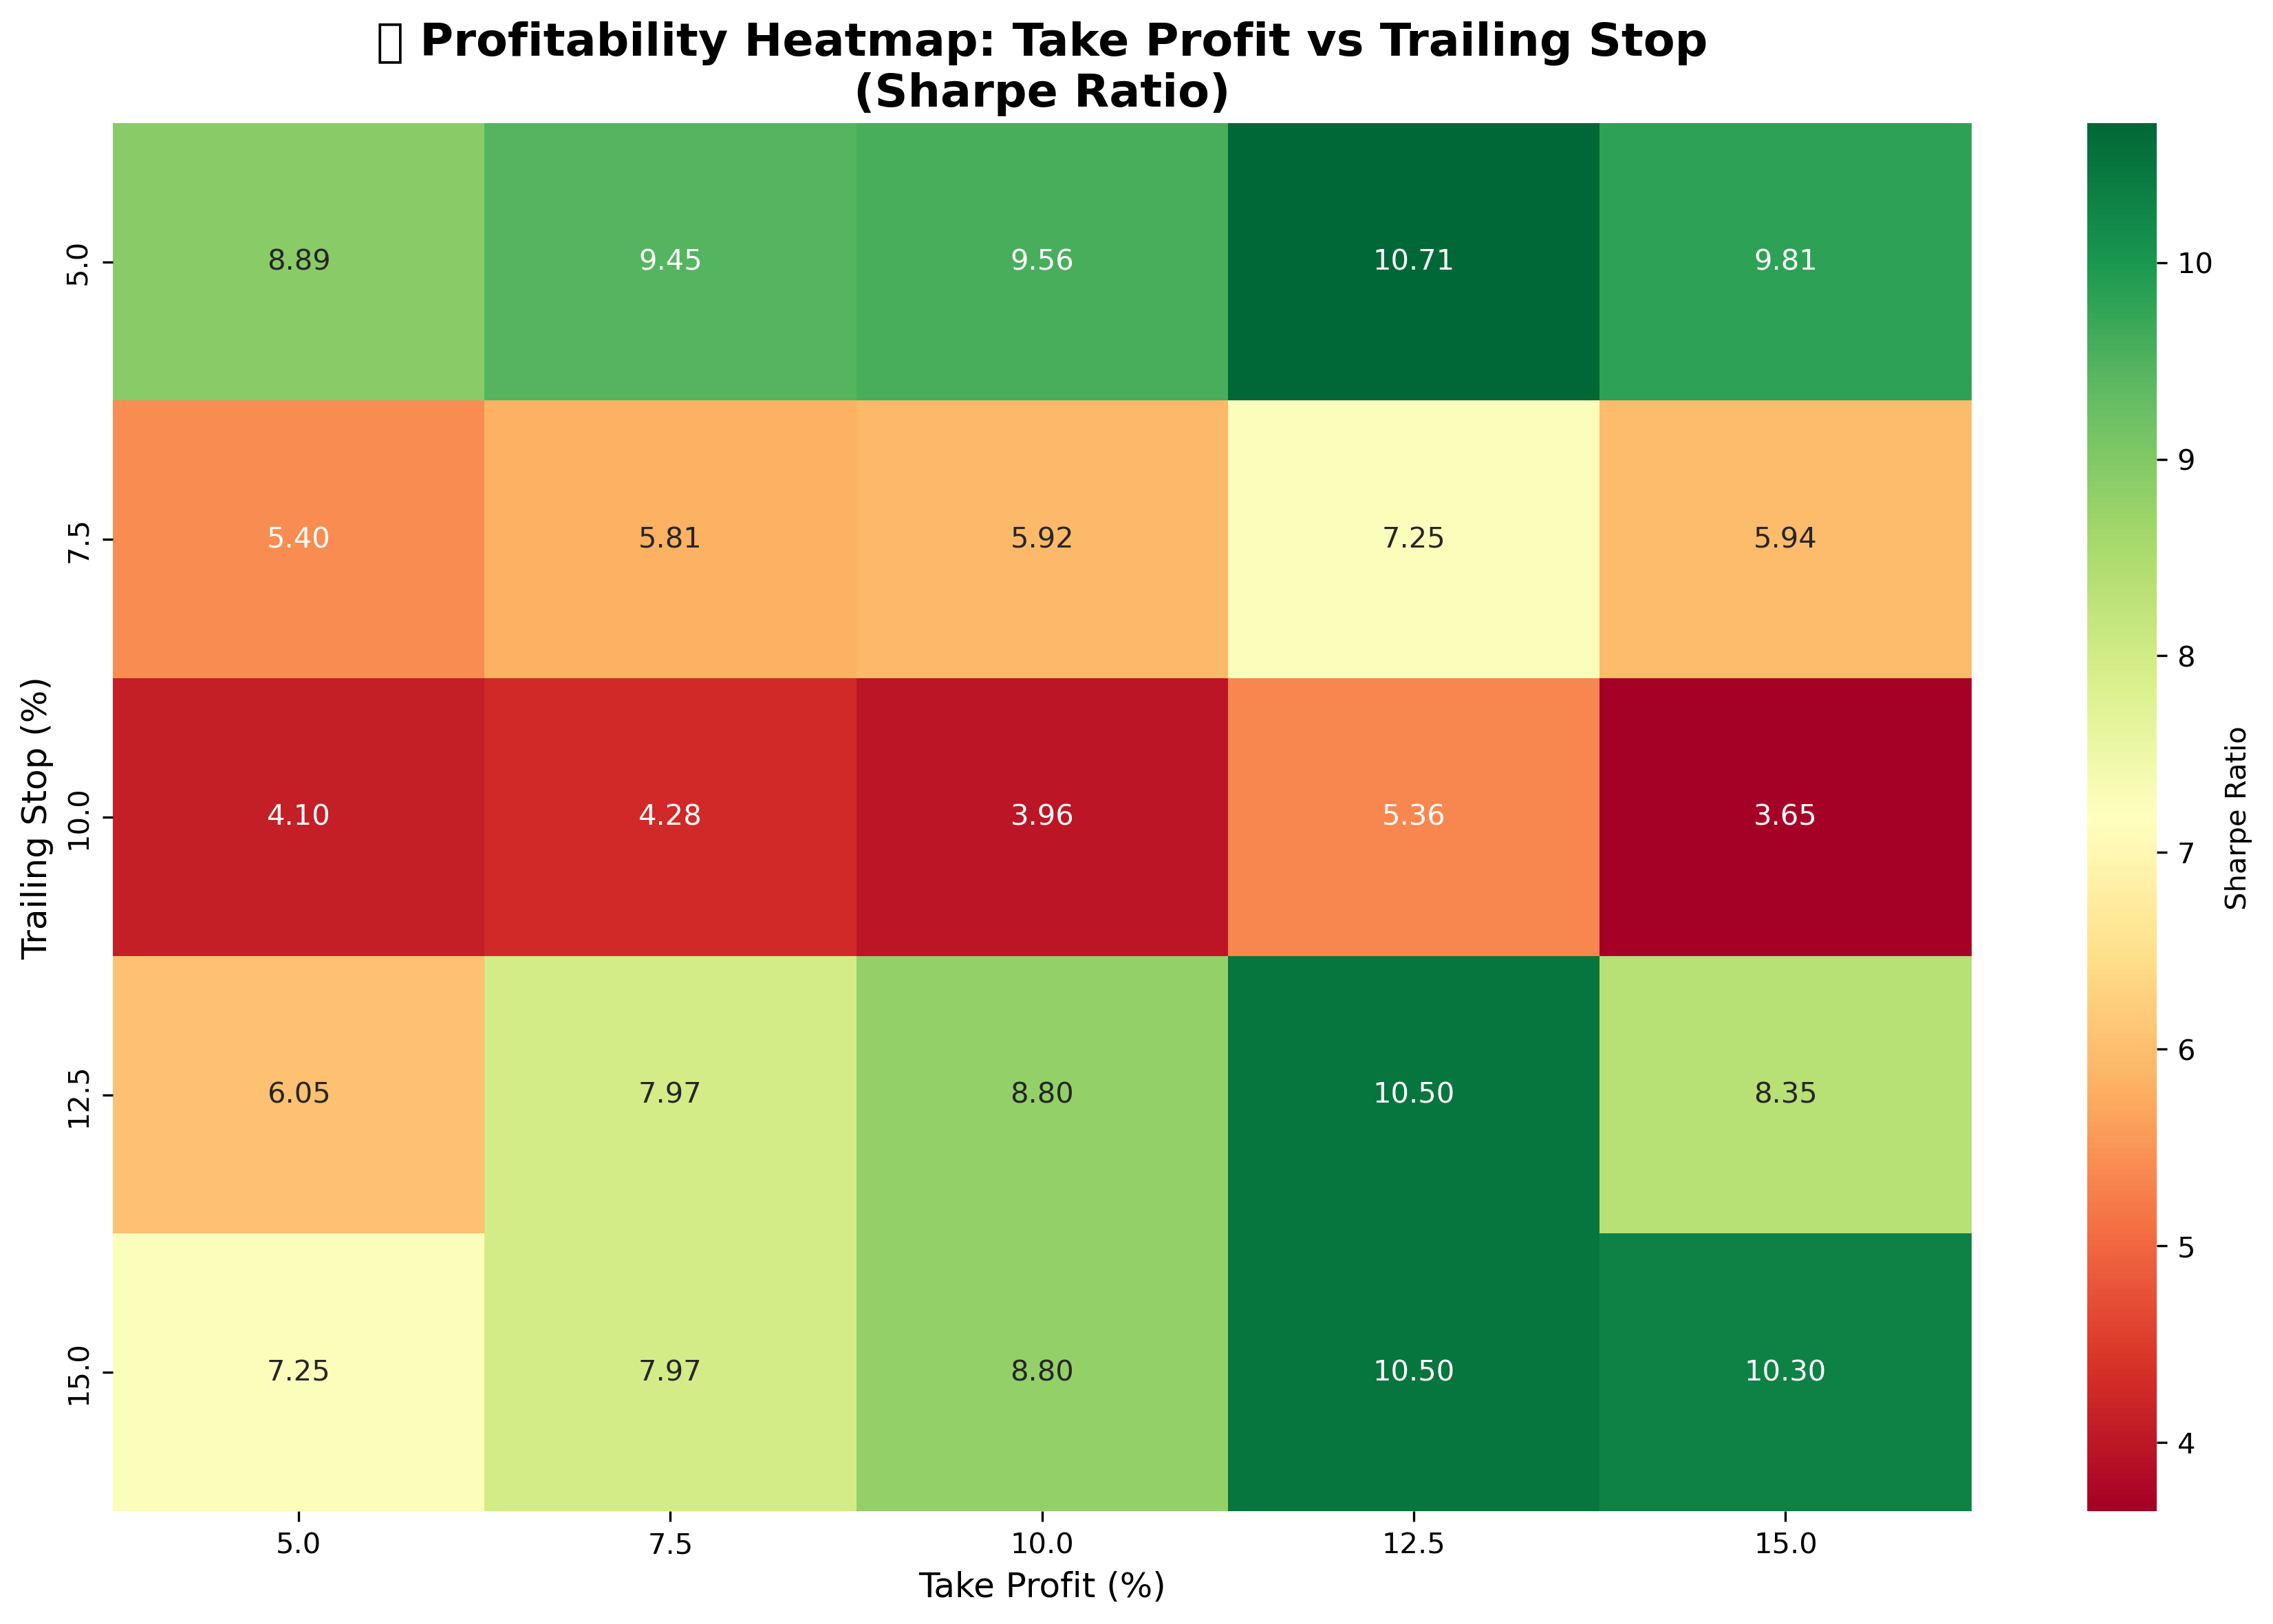 Profitability Heatmap: Take Profit vs Trailing Stop
(Sharpe Ratio)
Trailing Stop (%)
5.0
8.89 9.45 9.56 10.71 9.81
7.5
5.40 5.81 5.92 7.25 5.94
10.0
4.10 4.28 3.96 5.36 3.65
12.5
6.05 7.97 8.80 10.50 8.35
15.0
7.25 7.97 8.80 10.50 10.30
5.0 7.5 10.0 12.5 15.0
Take Profit (%)
10
9
8
7
6
5
4
Sharpe Ratio